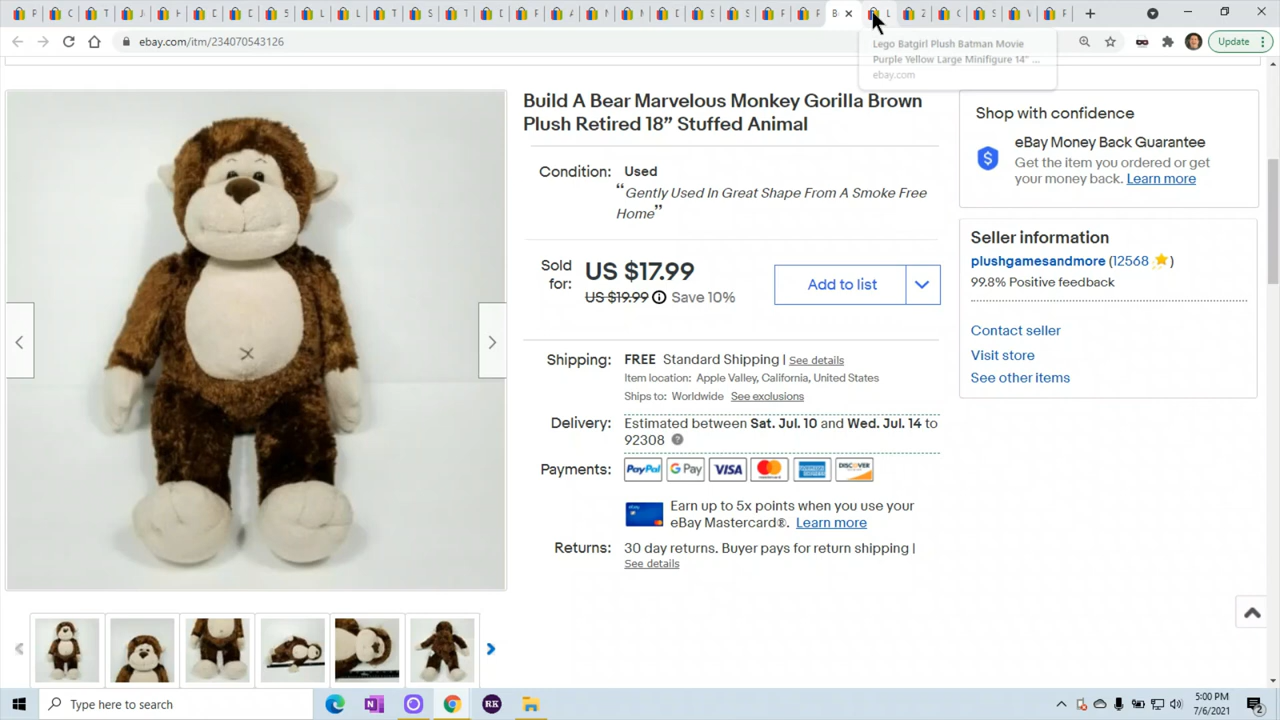 Update
ebay.com/itm/234070543126
Lego Batgirl Plush Batman Movie
Purple Yellow Large Minifigure 14" ...
ebay.com
Build A Bear Marvelous Monkey Gorilla Brown
Plush Retired 18” Stuffed Animal
Condition: Used
“Gently Used In Great Shape From A Smoke Free
Home”
Sold for: US $17.99
US $19.99 Save 10%
Add to list
Shipping: FREE Standard Shipping | See details
Item location: Apple Valley, California, United States
Ships to: Worldwide See exclusions
Delivery: Estimated between Sat. Jul. 10 and Wed. Jul. 14 to
92308
Payments: PayPal G Pay VISA mastercard AMERICAN EXPRESS DISCOVER
Earn up to 5x points when you use your
eBay Mastercard®. Learn more
Returns: 30 day returns. Buyer pays for return shipping |
See details
Shop with confidence
eBay Money Back Guarantee
Get the item you ordered or get
your money back. Learn more
Seller information
plushgamesandmore (12568)
99.8% Positive feedback
Contact seller
Visit store
See other items
Type here to search
RK
5:00 PM
7/6/2021
2